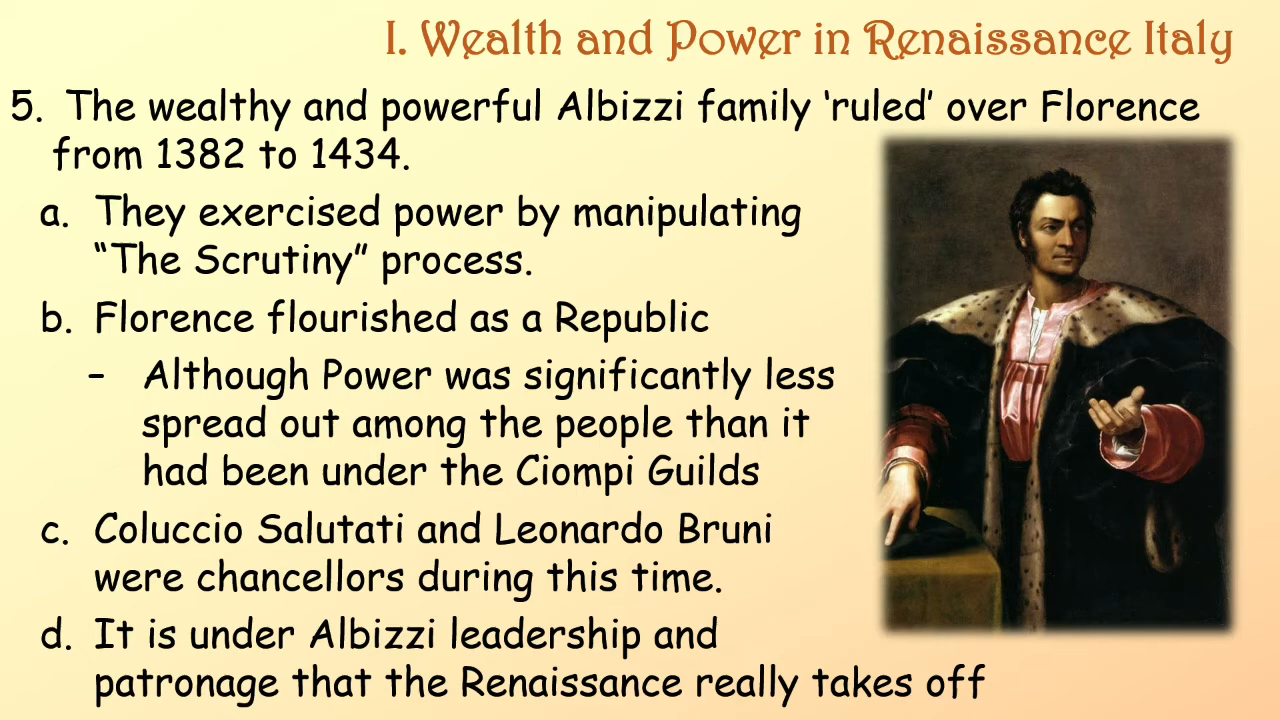 I. Wealth and Power in Renaissance Italy
5. The wealthy and powerful Albizzi family ‘ruled’ over Florence
from 1382 to 1434.
a. They exercised power by manipulating
“The Scrutiny” process.
b. Florence flourished as a Republic
– Although Power was significantly less
spread out among the people than it
had been under the Ciompi Guilds
c. Coluccio Salutati and Leonardo Bruni
were chancellors during this time.
d. It is under Albizzi leadership and
patronage that the Renaissance really takes off